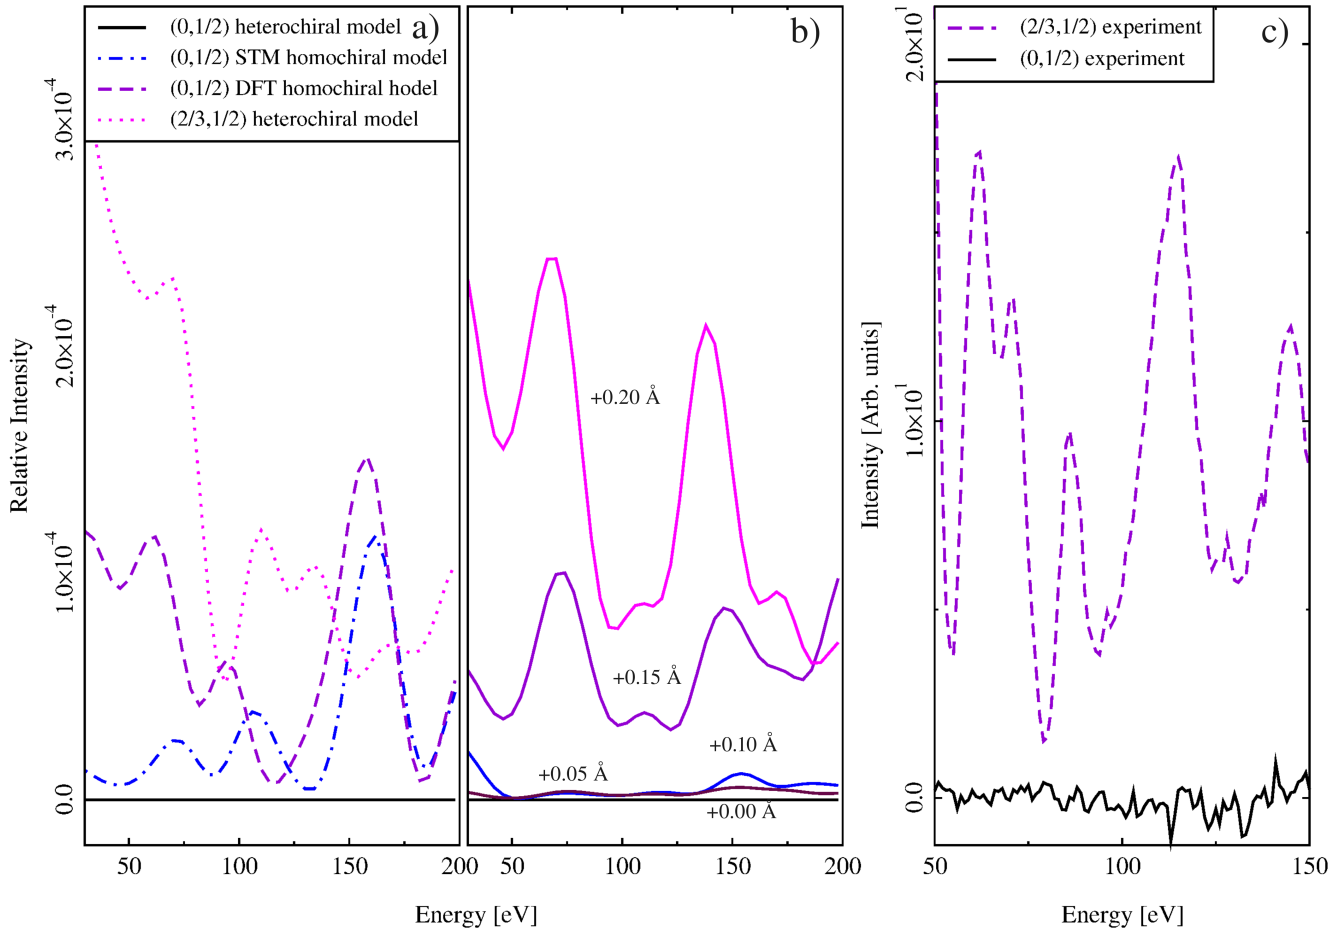 (0,1/2) heterochiral model
(0,1/2) STM homochiral model
(0,1/2) DFT homochiral hodel
(2/3,1/2) heterochiral model
a)
3.0×10-4
2.0×10-4
1.0×10-4
0.0
Relative Intensity
50
100
150
200
b)
+0.20 Å
+0.15 Å
+0.10 Å
+0.05 Å
+0.00 Å
50
100
150
200
Energy [eV]
(2/3,1/2) experiment
(0,1/2) experiment
c)
2.0×10¹
1.0×10¹
0.0
Intensity [Arb. units]
50
100
150
Energy [eV]